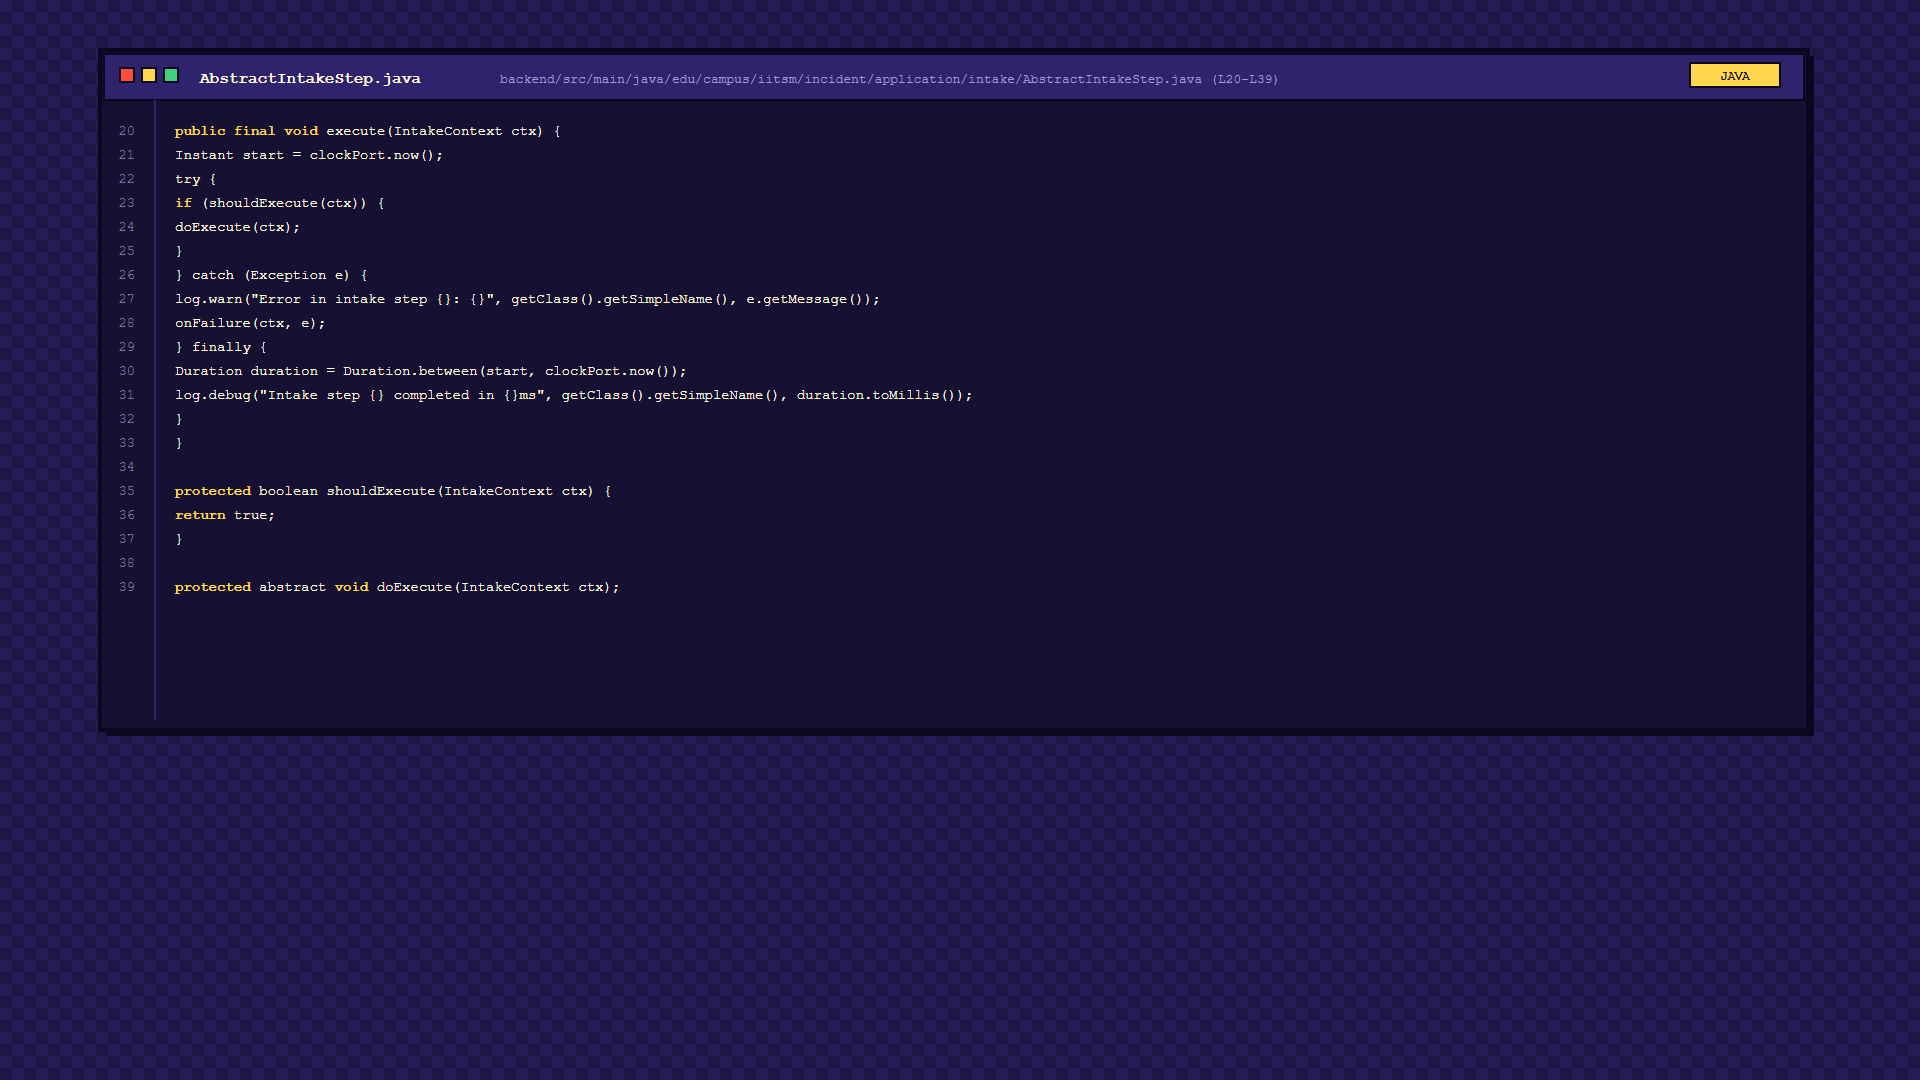 AbstractIntakeStep.java
backend/src/main/java/edu/campus/iitsm/incident/application/intake/AbstractIntakeStep.java (L20-L39)
JAVA
20 public final void execute(IntakeContext ctx) {
21 Instant start = clockPort.now();
22 try {
23 if (shouldExecute(ctx)) {
24 doExecute(ctx);
25 }
26 } catch (Exception e) {
27 log.warn("Error in intake step {}: {}", getClass().getSimpleName(), e.getMessage());
28 onFailure(ctx, e);
29 } finally {
30 Duration duration = Duration.between(start, clockPort.now());
31 log.debug("Intake step {} completed in {}ms", getClass().getSimpleName(), duration.toMillis());
32 }
33 }
34
35 protected boolean shouldExecute(IntakeContext ctx) {
36 return true;
37 }
38
39 protected abstract void doExecute(IntakeContext ctx);